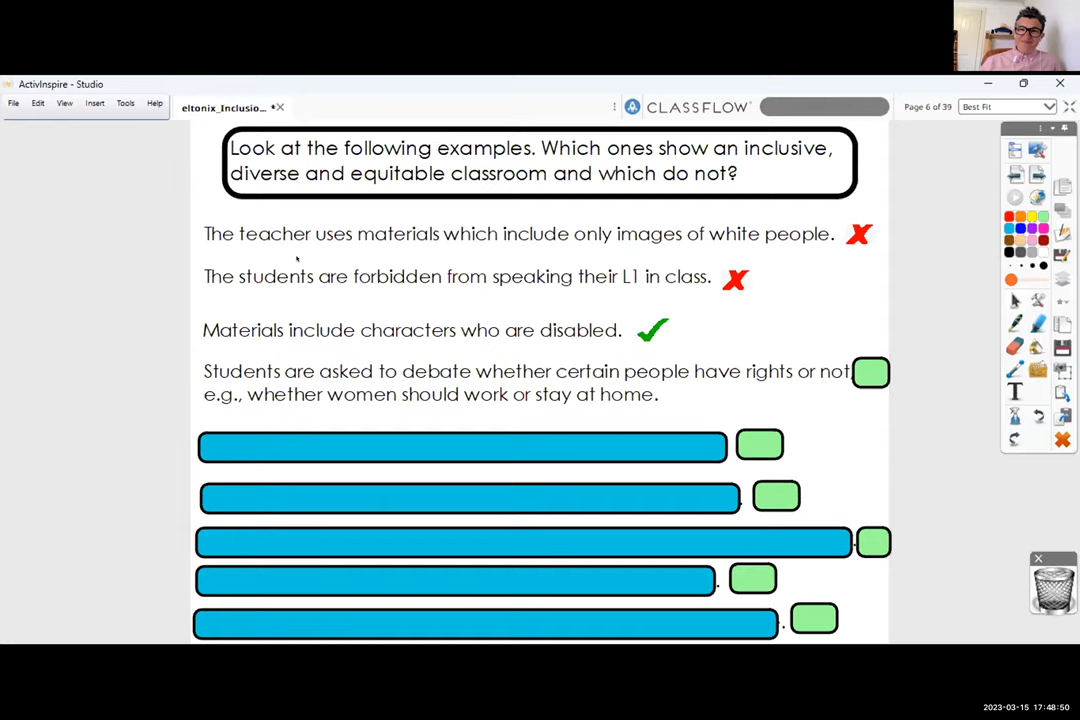 ActivInspire - Studio
File Edit View Insert Tools Help
eltonix_Inclusio... *
CLASSFLOW
Page 6 of 39
Best Fit
Look at the following examples. Which ones show an inclusive,
diverse and equitable classroom and which do not?
The teacher uses materials which include only images of white people.
The students are forbidden from speaking their L1 in class.
Materials include characters who are disabled.
Students are asked to debate whether certain people have rights or not
e.g., whether women should work or stay at home.
2023-03-15 17:48:50